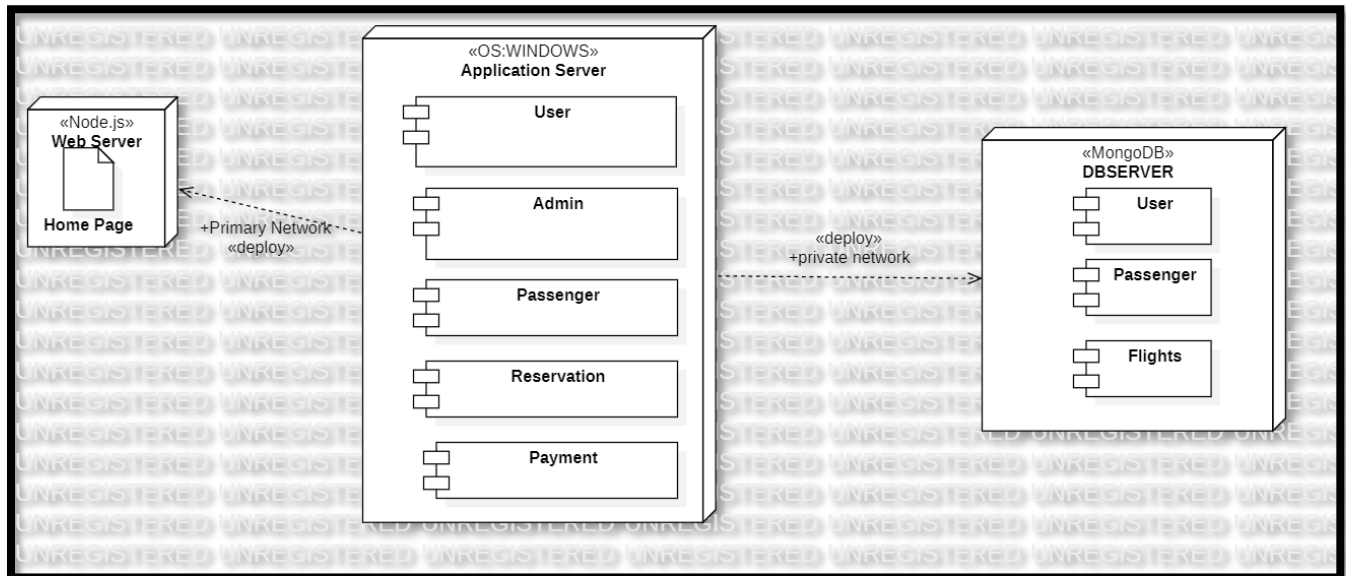 «Node.js»
Web Server
Home Page
+Primary Network
«deploy»
«OS:WINDOWS»
Application Server
User
Admin
Passenger
Reservation
Payment
«deploy»
+private network
«MongoDB»
DBSERVER
User
Passenger
Flights
UNREGISTERED